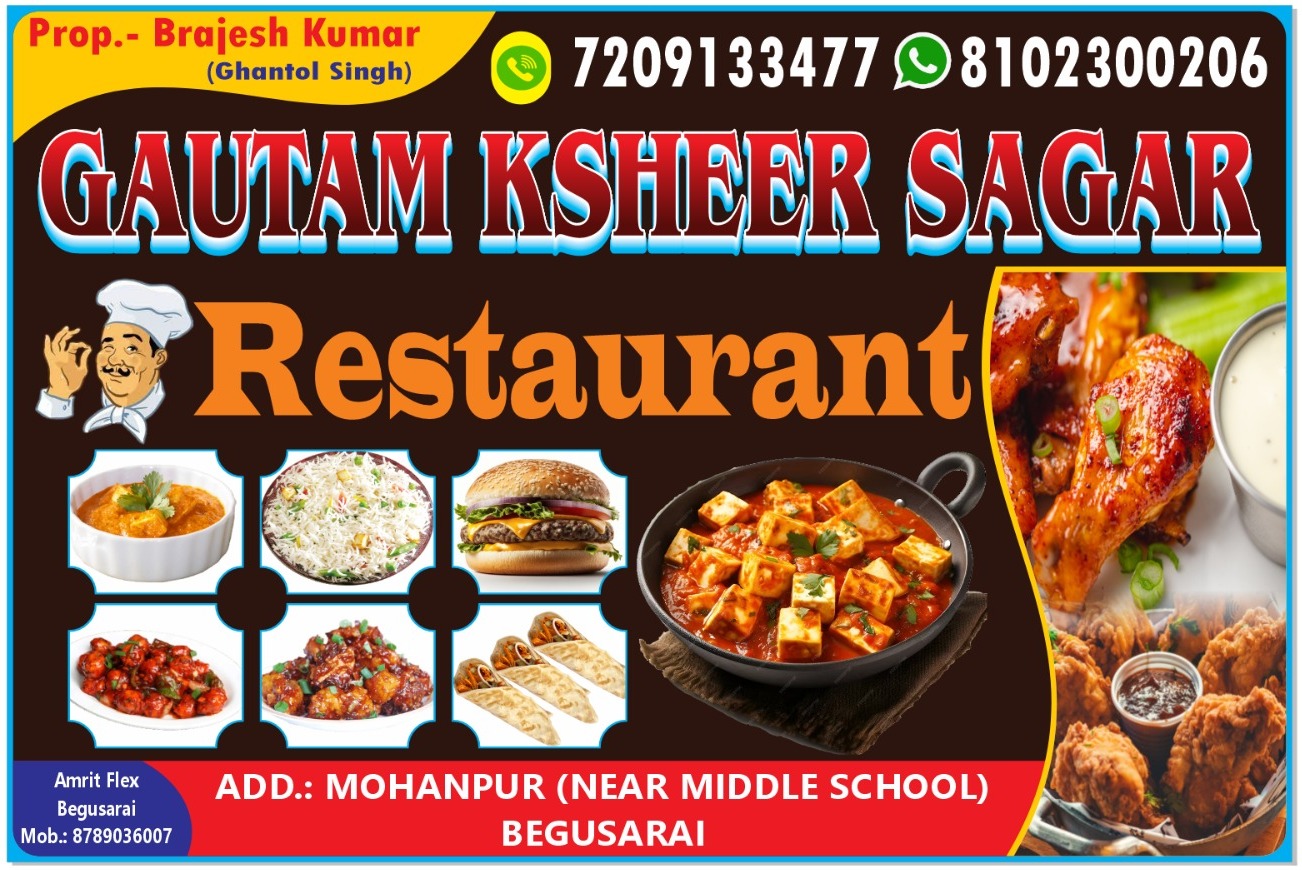 Prop.- Brajesh Kumar
(Ghantol Singh)
7209133477 8102300206
GAUTAM KSHEER SAGAR
Restaurant
Amrit Flex
Begusarai
Mob.: 8789036007
ADD.: MOHANPUR (NEAR MIDDLE SCHOOL)
BEGUSARAI